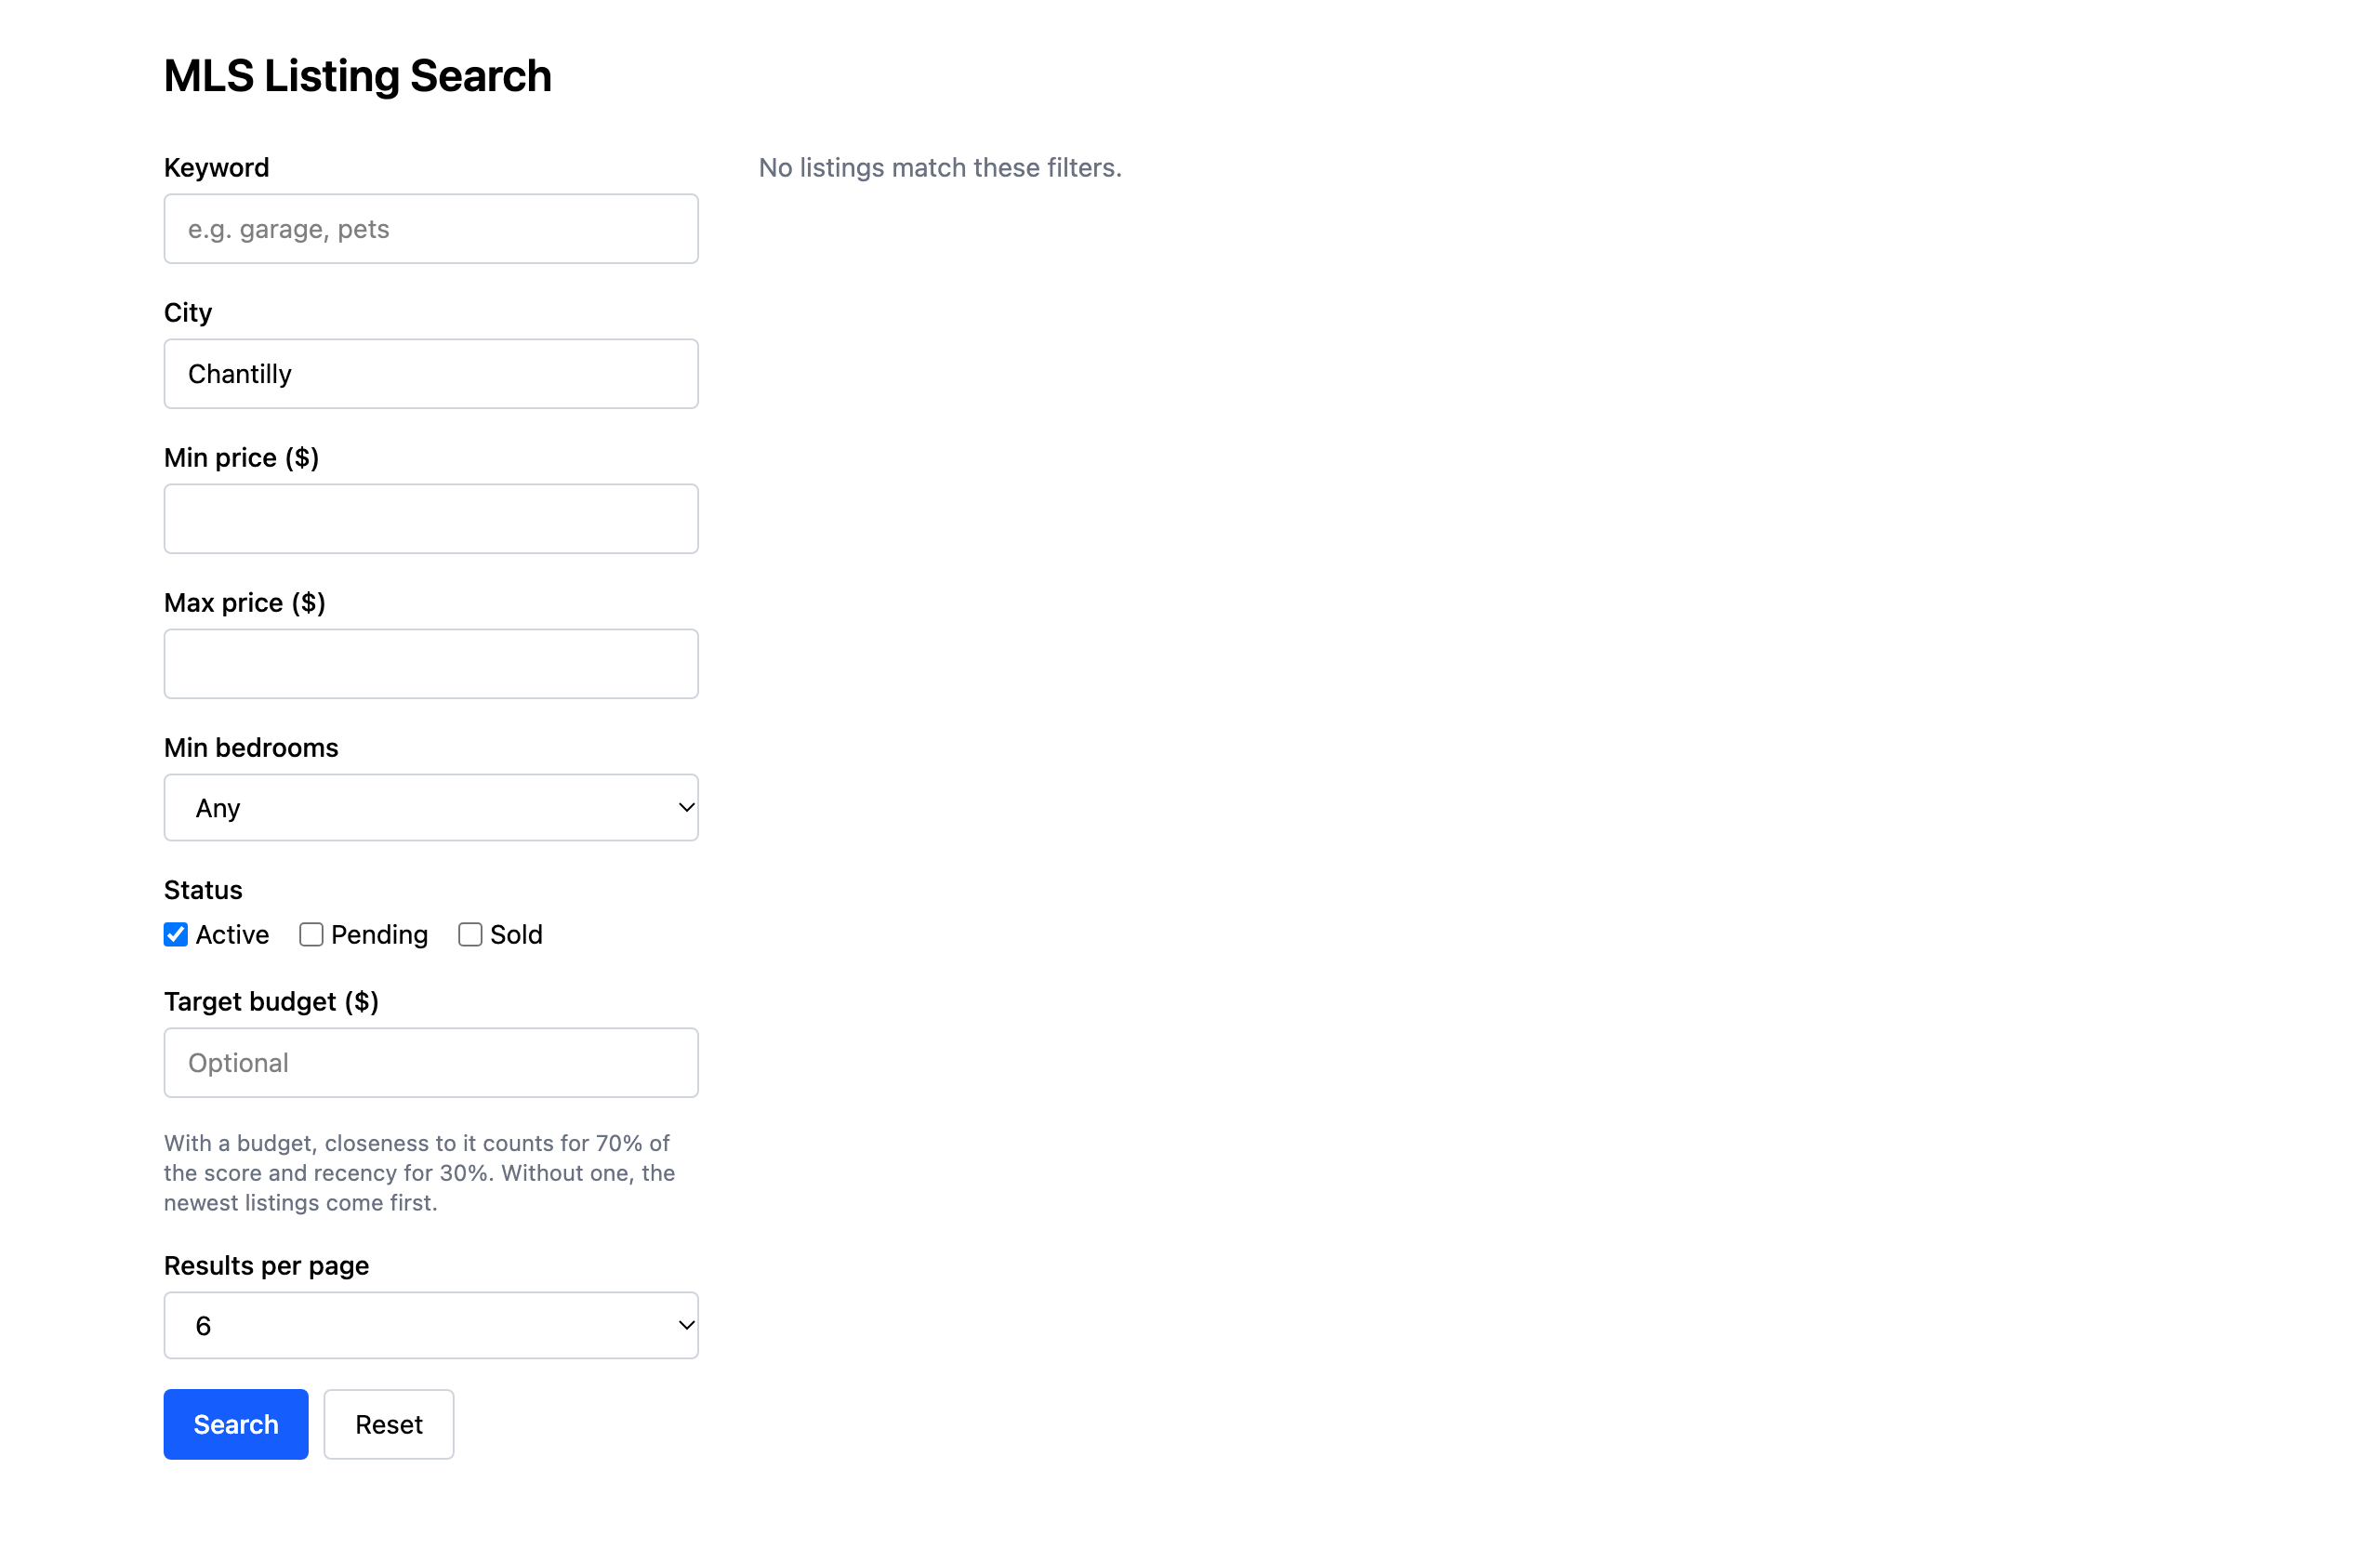 MLS Listing Search
Keyword
e.g. garage, pets
City
Chantilly
Min price ($)
Max price ($)
Min bedrooms
Any
Status
Active Pending Sold
Target budget ($)
Optional
With a budget, closeness to it counts for 70% of
the score and recency for 30%. Without one, the
newest listings come first.
Results per page
6
Search Reset
No listings match these filters.